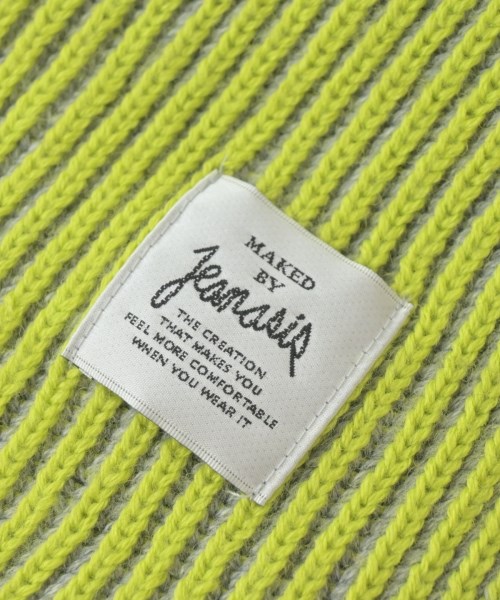 MAKED
BY
jeanasis
THE CREATION
THAT MAKES YOU
FEEL MORE COMFORTABLE
WHEN YOU WEAR IT